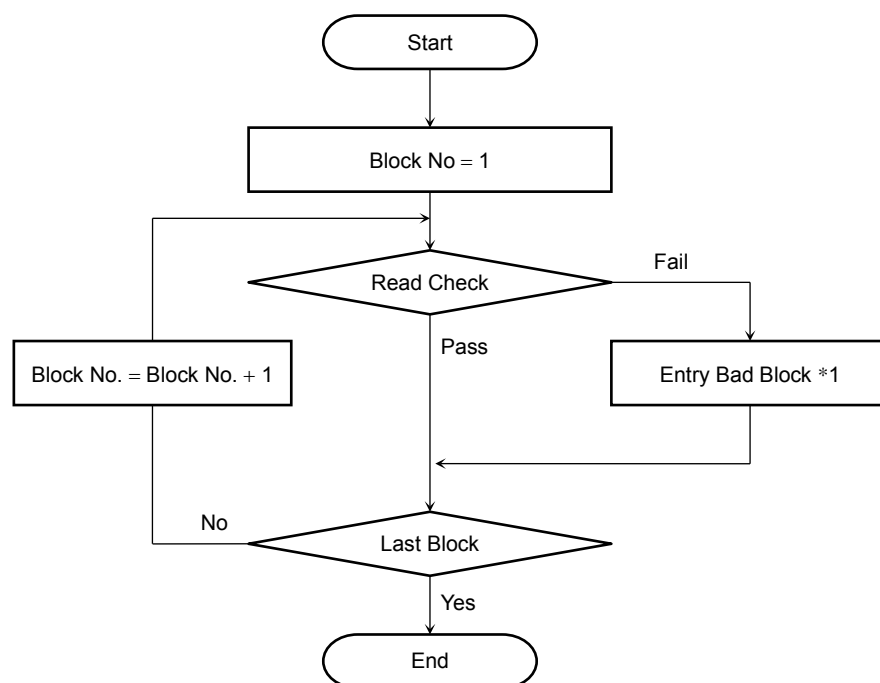 Start
Block No = 1
Read Check
Fail
Pass
Block No. = Block No. + 1
Entry Bad Block *1
No
Last Block
Yes
End